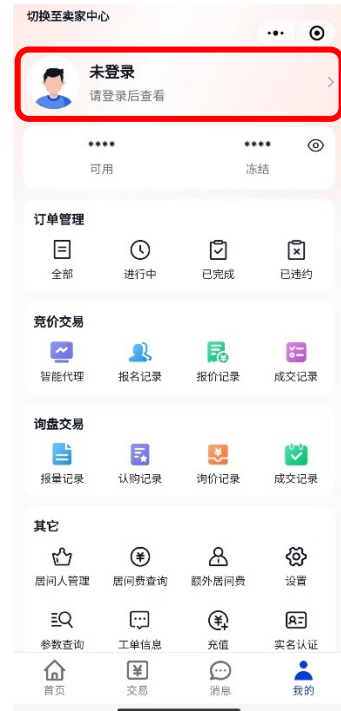 切换至卖家中心
未登录
请登录后查看
**** ****
可用 冻结
订单管理
全部 进行中 已完成 已违约
竞价交易
智能代理 报名记录 报价记录 成交记录
询盘交易
报量记录 认购记录 询价记录 成交记录
其它
居间人管理 居间费查询 额外居间费 设置
参数查询 工单信息 充值 实名认证
首页 交易 消息 我的